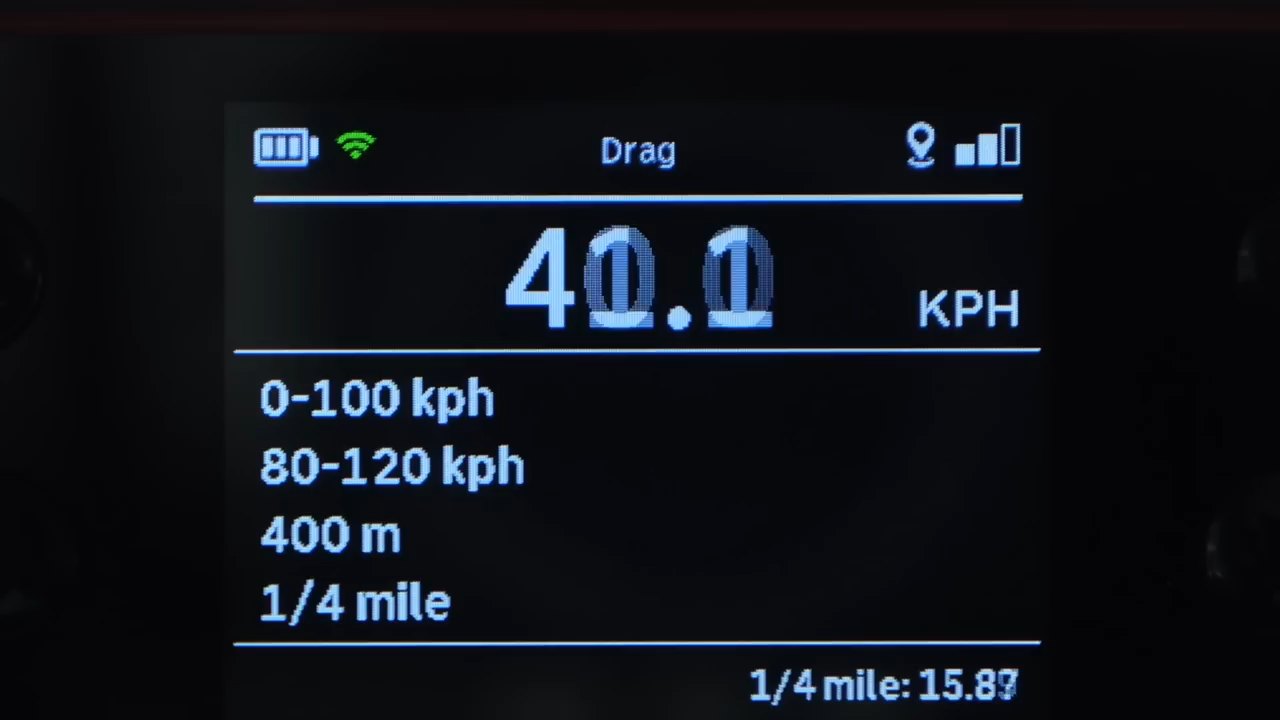 Drag
KPH
0-100 kph
80-120 kph
400 m
1/4 mile
1/4 mile: